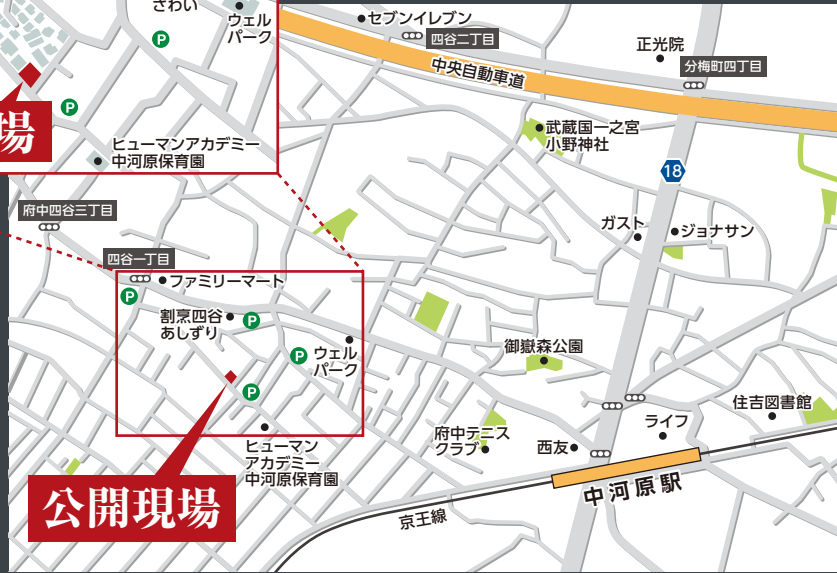 さわい
ウェル
パーク
P
P
場
ヒューマンアカデミー
中河原保育園
セブンイレブン
四谷二丁目
中央自動車道
正光院
分梅町四丁目
武蔵国一之宮
小野神社
18
ガスト
ジョナサン
府中四谷三丁目
四谷一丁目
ファミリーマート
P
割烹四谷
あしずり
P
P
ウェル
パーク
P
ヒューマン
アカデミー
中河原保育園
公開現場
御嶽森公園
府中テニス
クラブ
西友
ライフ
住吉図書館
中河原駅
京王線